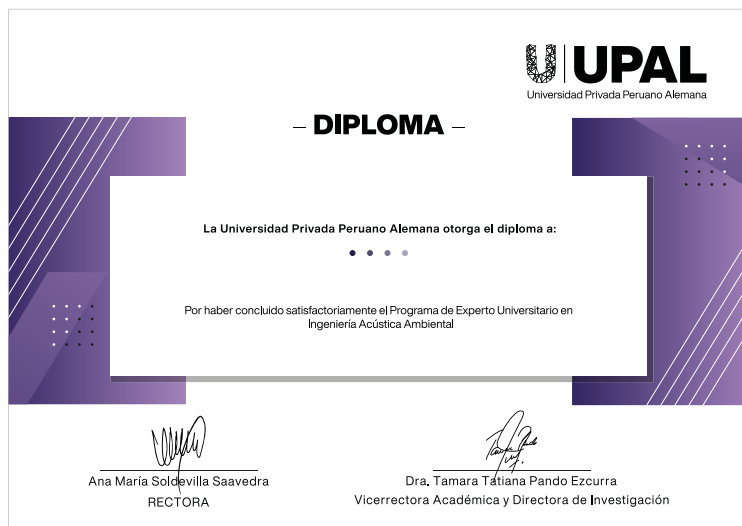 UPAL
Universidad Privada Peruano Alemana
— DIPLOMA —
La Universidad Privada Peruano Alemana otorga el diploma a:
Por haber concluido satisfactoriamente el Programa de Experto Universitario en
Ingeniería Acústica Ambiental
Ana María Soldevilla Saavedra
RECTORA
Dra. Tamara Tatiana Pando Ezcurra
Vicerrectora Académica y Directora de Investigación